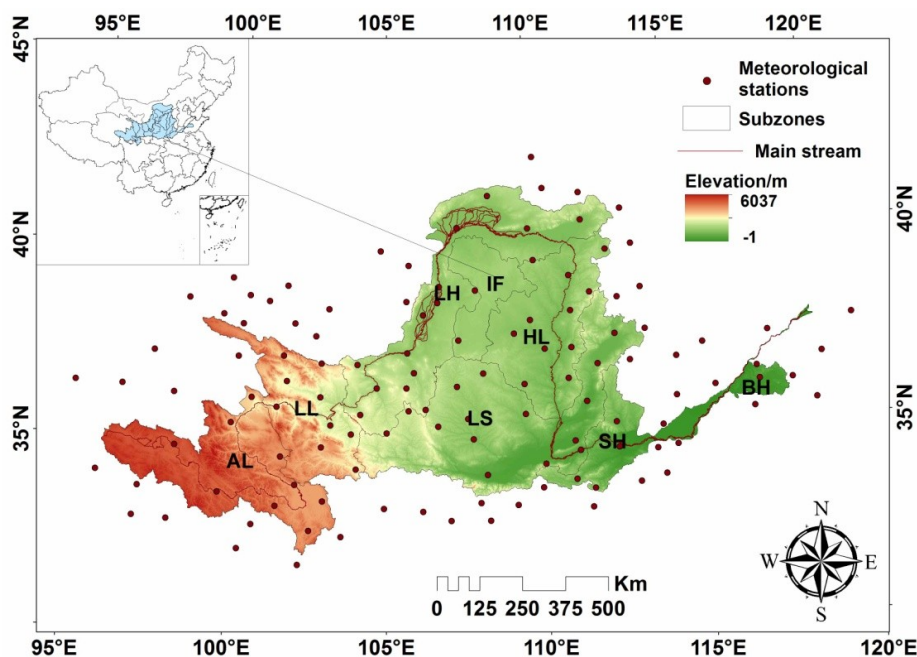 95°E 100°E 105°E 110°E 115°E 120°E
45°N
40°N
35°N
30°N
40°N
35°N
30°N
Meteorological
stations
Subzones
Main stream
Elevation/m
6037
-1
LH
IF
HL
LL
LS
AL
SH
BH
N
W E
S
Km
0 125 250 375 500
95°E 100°E 105°E 110°E 115°E 120°E